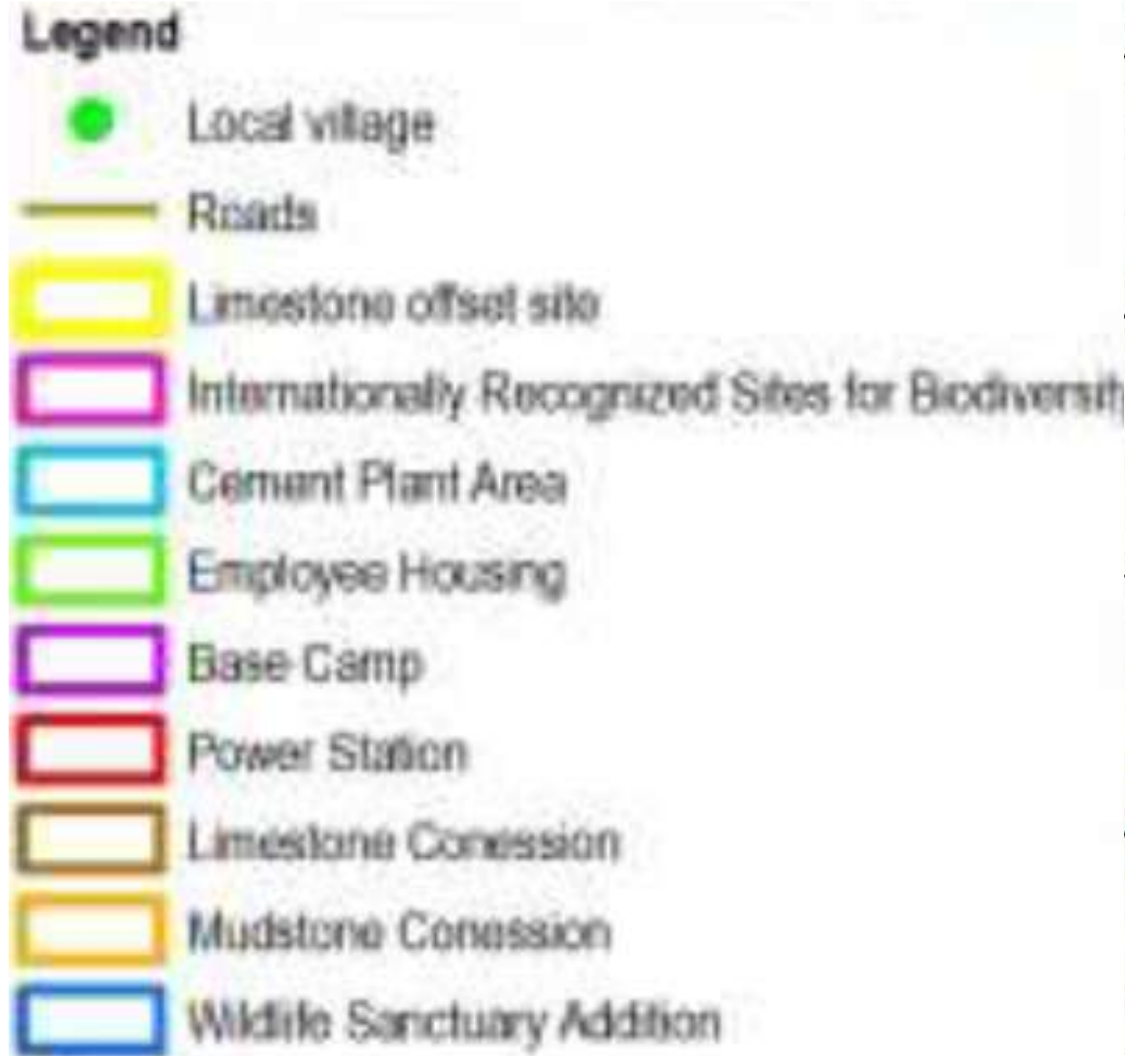 Legend
Local village
Roads
Limestone offset site
Internationally Recognized Sites for Biodiversity
Cement Plant Area
Employee Housing
Base Camp
Power Station
Limestone Conession
Mudstone Conession
Wildlife Sanctuary Addition